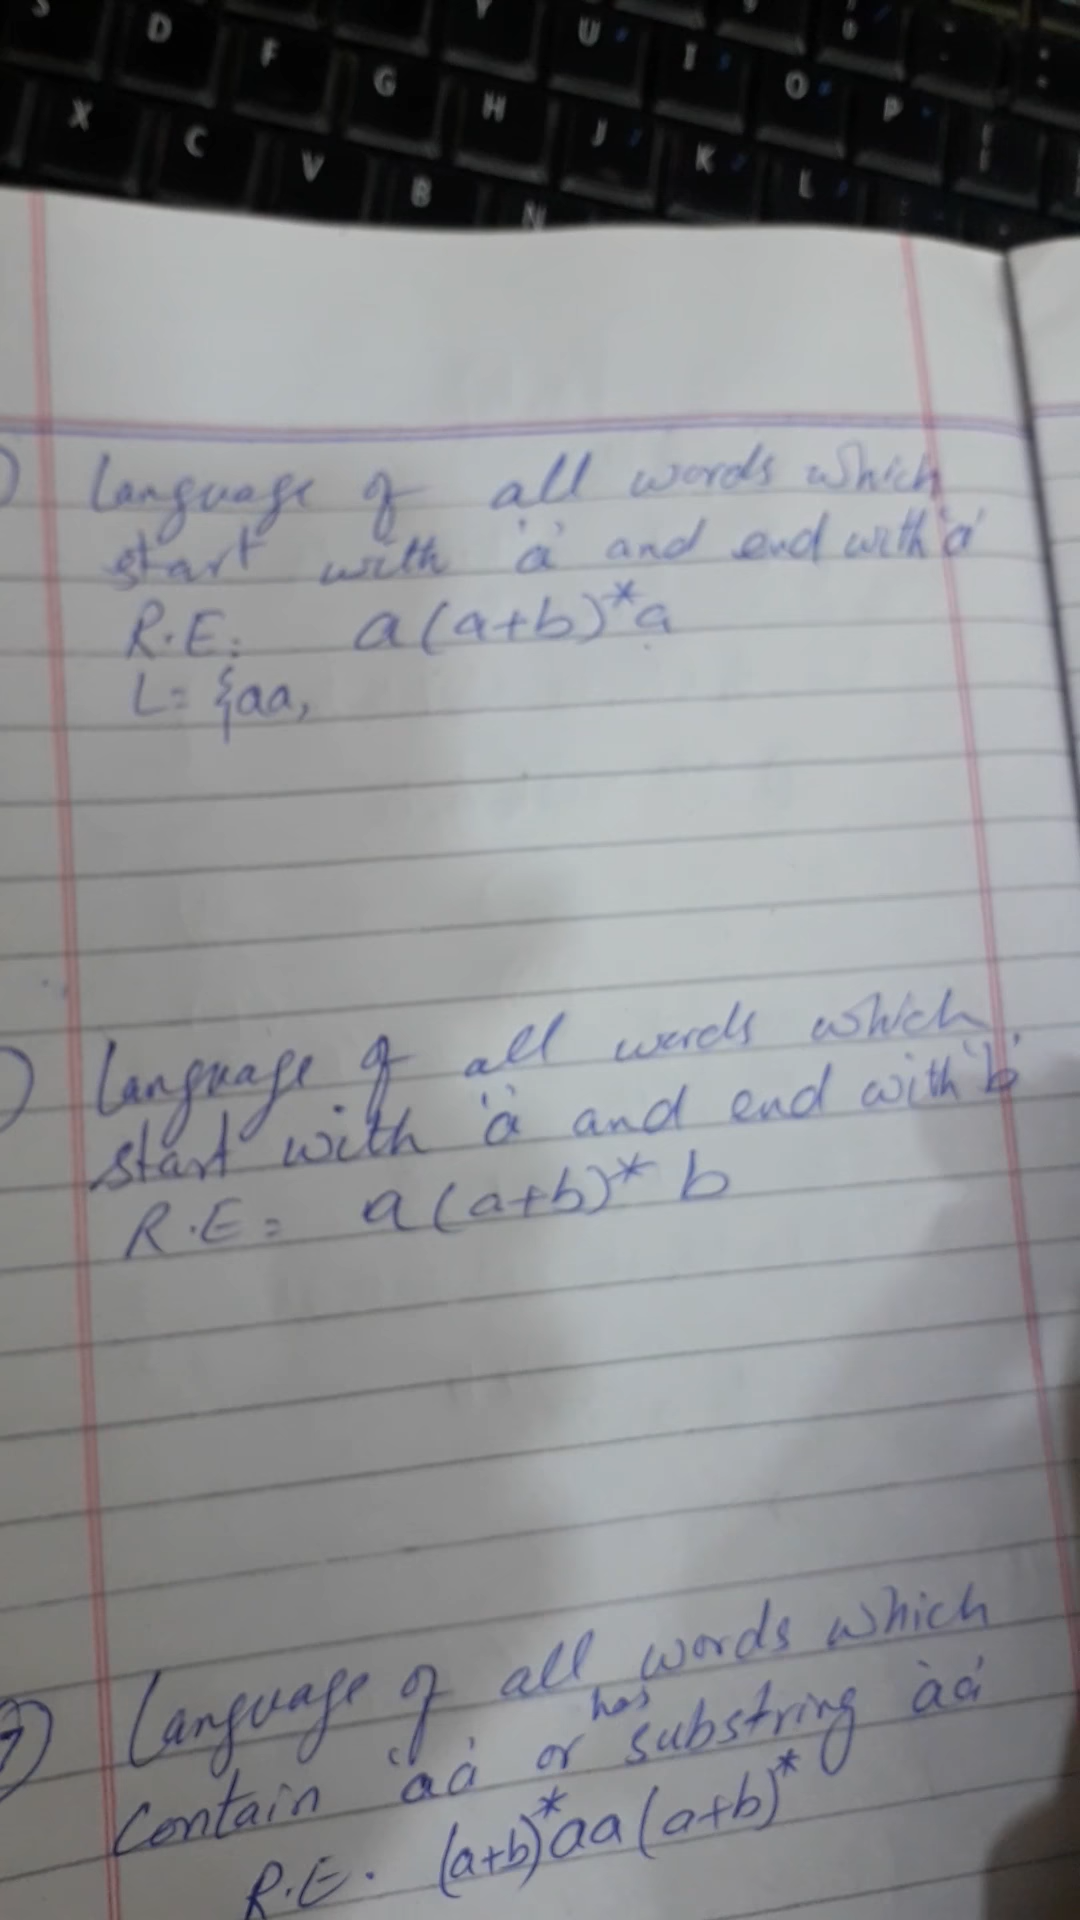 S D F G Y H U J I K O L P
X C V B N
) Language of all words which
start with 'a' and end with 'a'
R.E: a(a+b)*a
L= {aa,
) Language of all words which
start with 'a' and end with 'b'
R.E= a(a+b)* b
) Language of all words which
has
contain 'aa' or substring 'aa'
R.E. (a+b)*aa(a+b)*